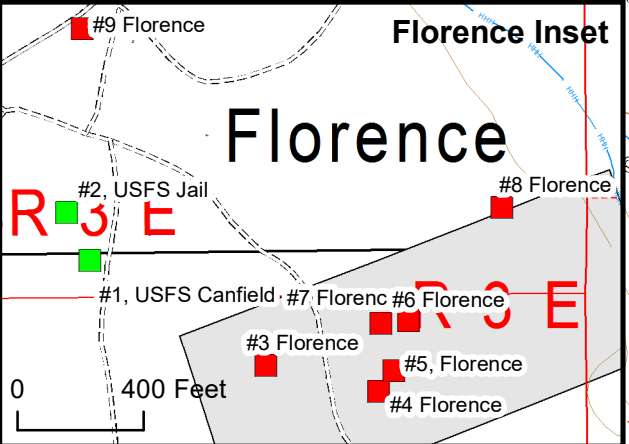 #9 Florence
Florence Inset
Florence
#8 Florence
#2, USFS Jail
R 3 E
#1, USFS Canfield
#7 Florenc
#6 Florence
R 3 E
#3 Florence
#5, Florence
#4 Florence
0 400 Feet